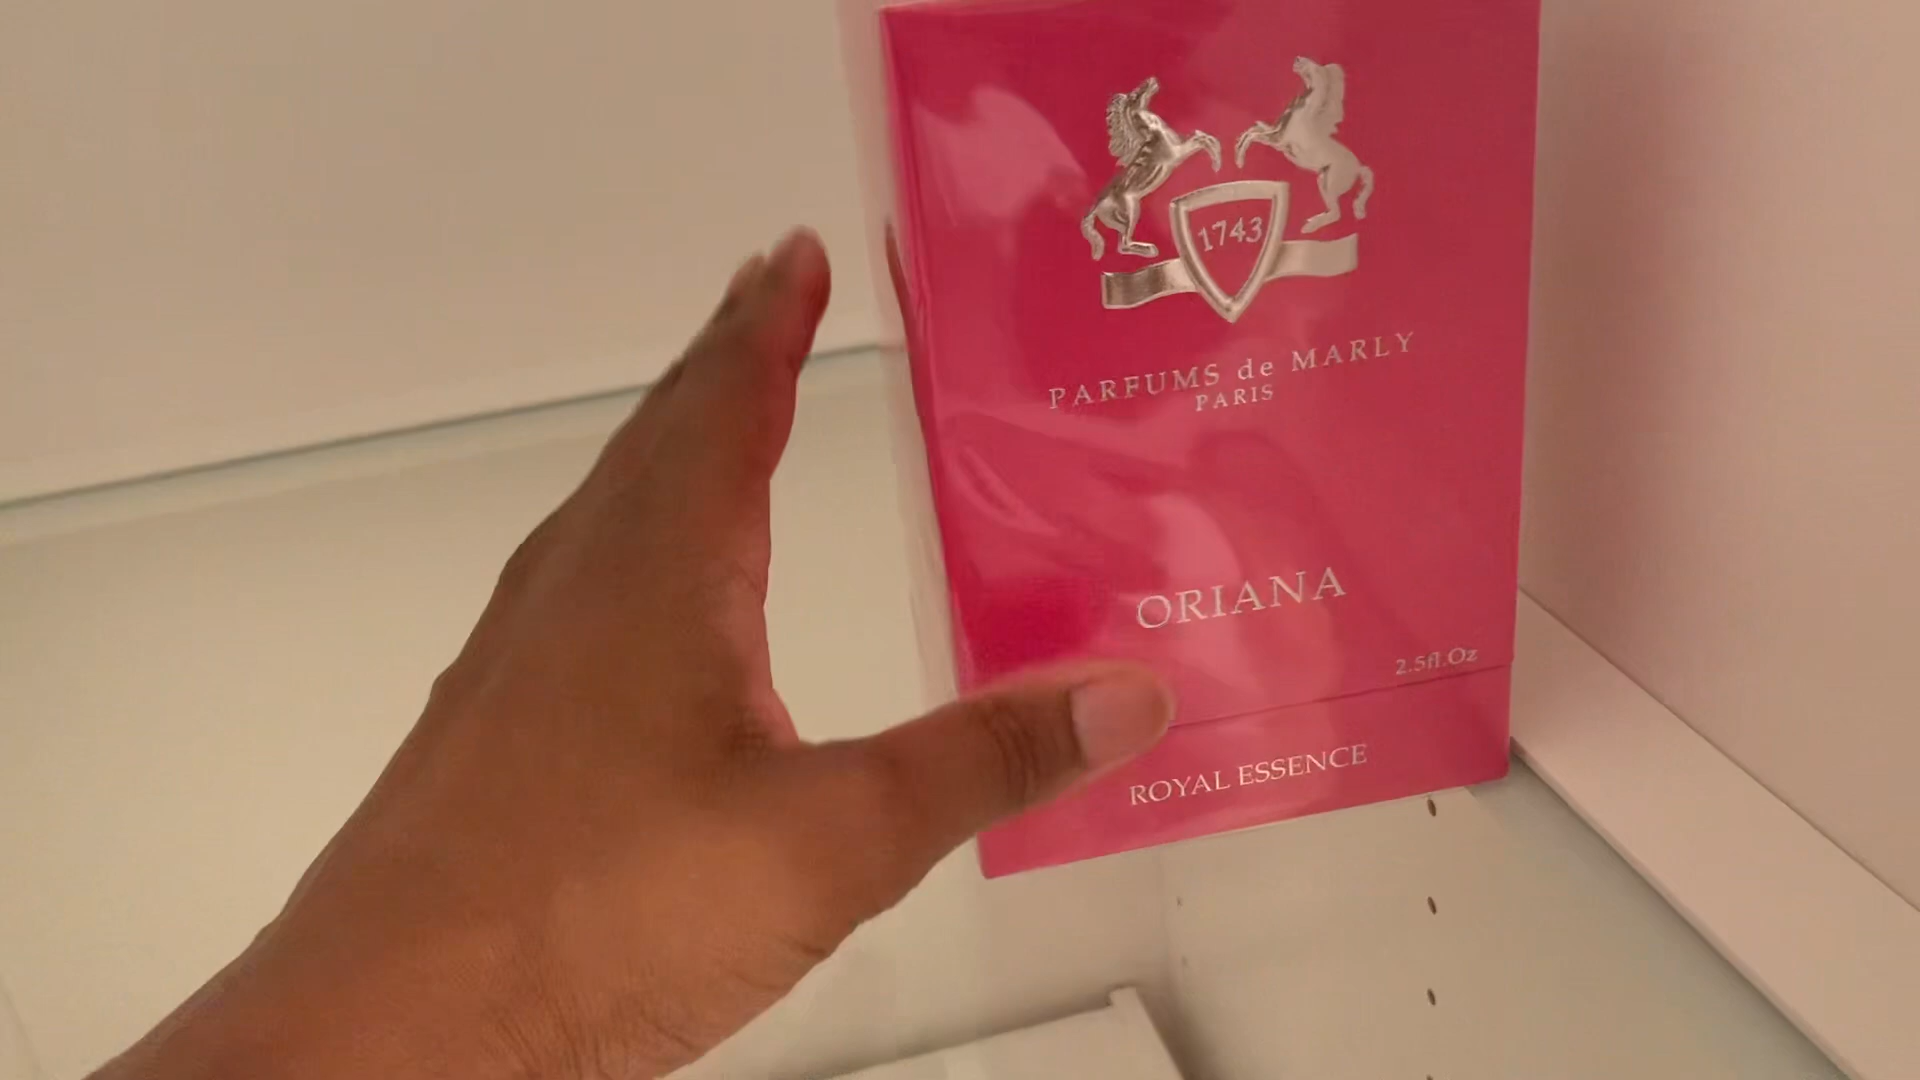 1743
PARFUMS de MARLY
PARIS
ORIANA
2.5fl.Oz
ROYAL ESSENCE